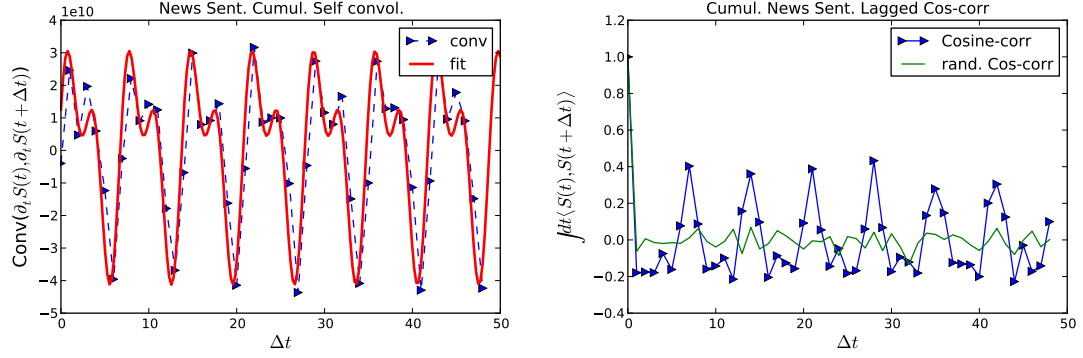 News Sent. Cumul. Self convol.
1e10
4
3
2
1
0
−1
−2
−3
−4
−5
0 10 20 30 40 50
Δt
Conv(∂ₜS(t),∂ₜS(t+Δt))
conv
fit
Cumul. News Sent. Lagged Cos-corr
1.2
1.0
0.8
0.6
0.4
0.2
0.0
−0.2
−0.4
0 10 20 30 40 50
Δt
∫dt⟨S(t),S(t+Δt)⟩
Cosine-corr
rand. Cos-corr